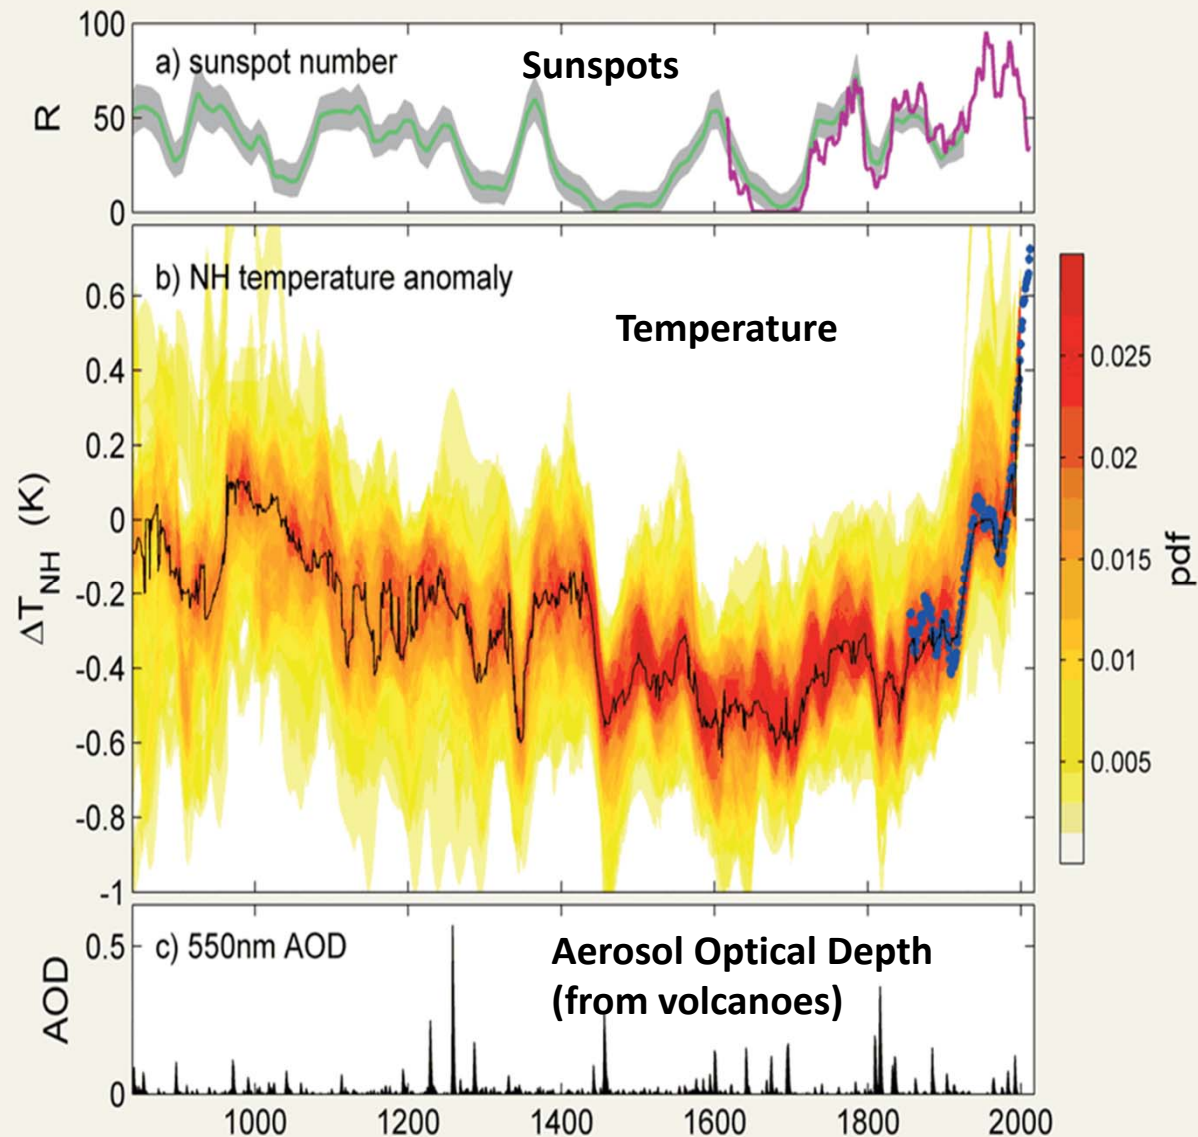 100
a) sunspot number
Sunspots
R
50
0
b) NH temperature anomaly
Temperature
0.6
0.4
0.2
0
-0.2
-0.4
-0.6
-0.8
-1
ΔT_NH (K)
0.025
0.02
0.015
0.01
0.005
pdf
c) 550nm AOD
Aerosol Optical Depth
(from volcanoes)
AOD
0.5
0
1000 1200 1400 1600 1800 2000